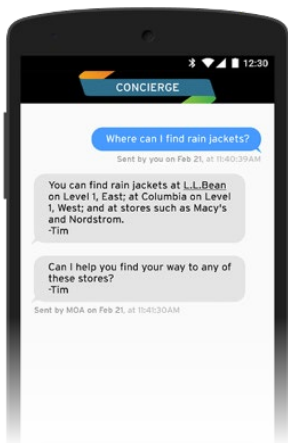 12:30
CONCIERGE
Where can I find rain jackets?
Sent by you on Feb 21, at 11:40:39AM
You can find rain jackets at L.L.Bean
on Level 1, East; at Columbia on Level
1, West; and at stores such as Macy's
and Nordstrom.
-Tim
Can I help you find your way to any of
these stores?
-Tim
Sent by MOA on Feb 21, at 11:41:30AM